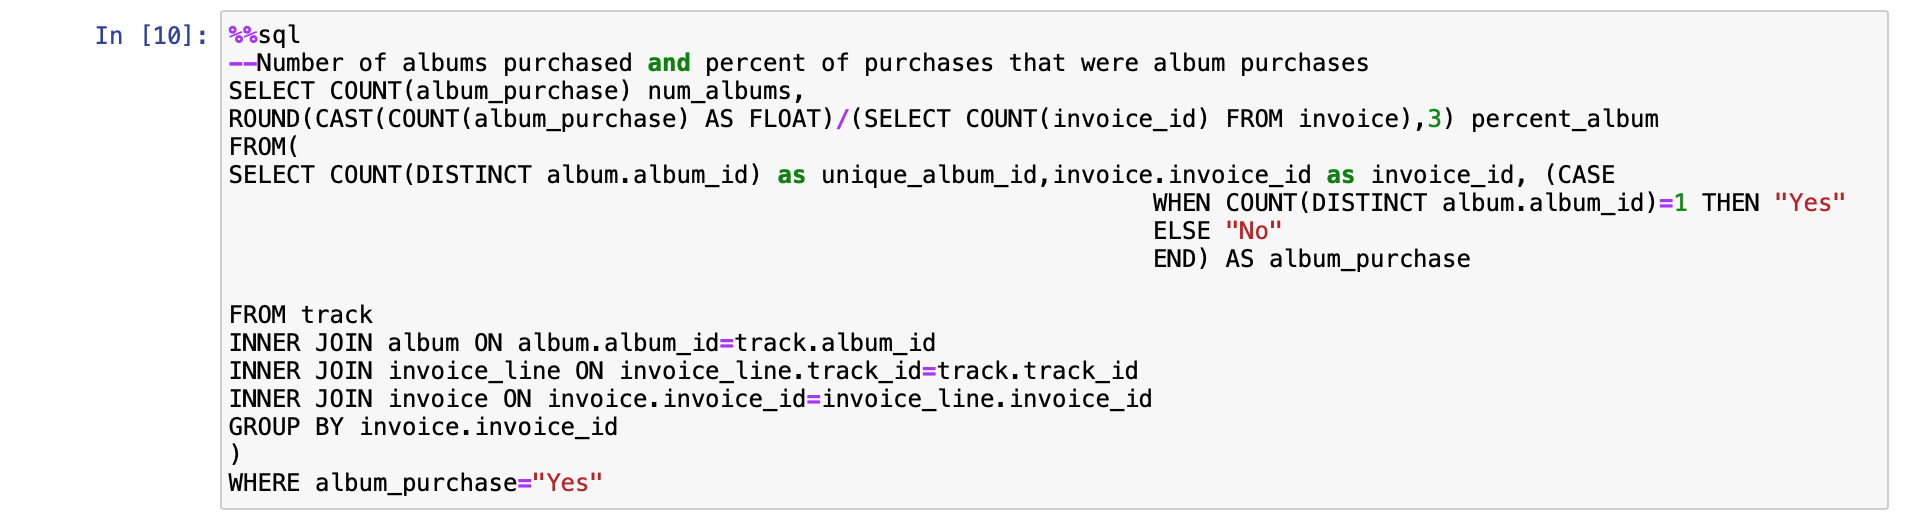 In [10]: %%sql
--Number of albums purchased and percent of purchases that were album purchases
SELECT COUNT(album_purchase) num_albums,
ROUND(CAST(COUNT(album_purchase) AS FLOAT)/(SELECT COUNT(invoice_id) FROM invoice),3) percent_album
FROM(
SELECT COUNT(DISTINCT album.album_id) as unique_album_id,invoice.invoice_id as invoice_id, (CASE
WHEN COUNT(DISTINCT album.album_id)=1 THEN "Yes"
ELSE "No"
END) AS album_purchase
FROM track
INNER JOIN album ON album.album_id=track.album_id
INNER JOIN invoice_line ON invoice_line.track_id=track.track_id
INNER JOIN invoice ON invoice.invoice_id=invoice_line.invoice_id
GROUP BY invoice.invoice_id
)
WHERE album_purchase="Yes"